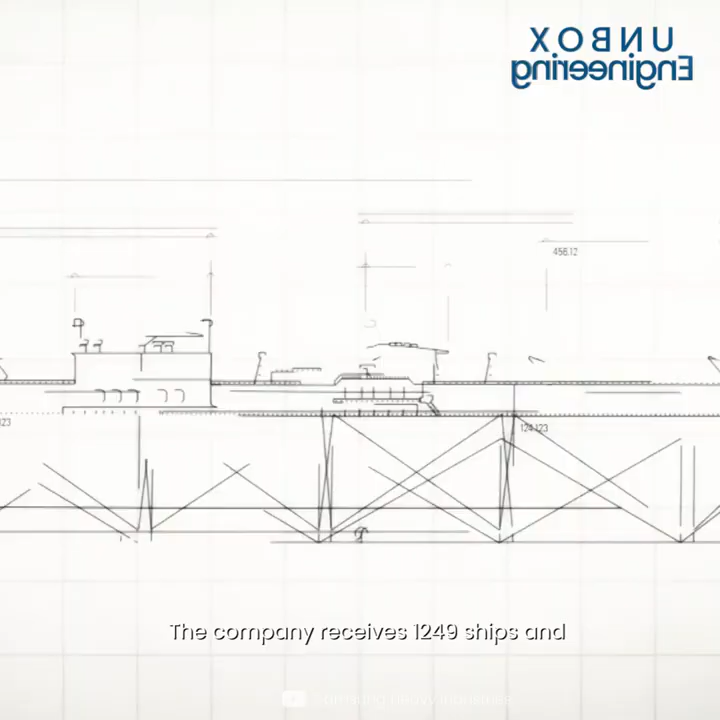 UNBOX
Engineering
456.12
123
124.123
The company receives 1249 ships and